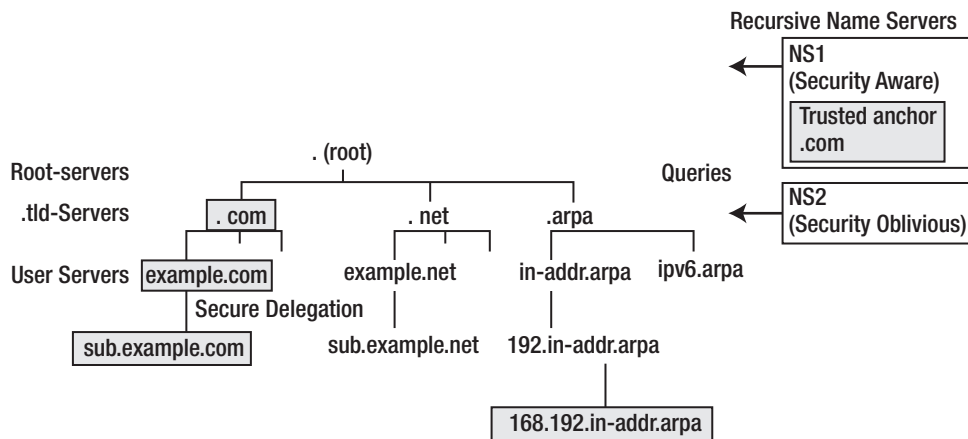 Recursive Name Servers
NS1
(Security Aware)
Trusted anchor
.com
. (root)
Root-servers
Queries
.tld-Servers
. com
. net
.arpa
NS2
(Security Oblivious)
User Servers
example.com
example.net
in-addr.arpa
ipv6.arpa
Secure Delegation
sub.example.com
sub.example.net
192.in-addr.arpa
168.192.in-addr.arpa